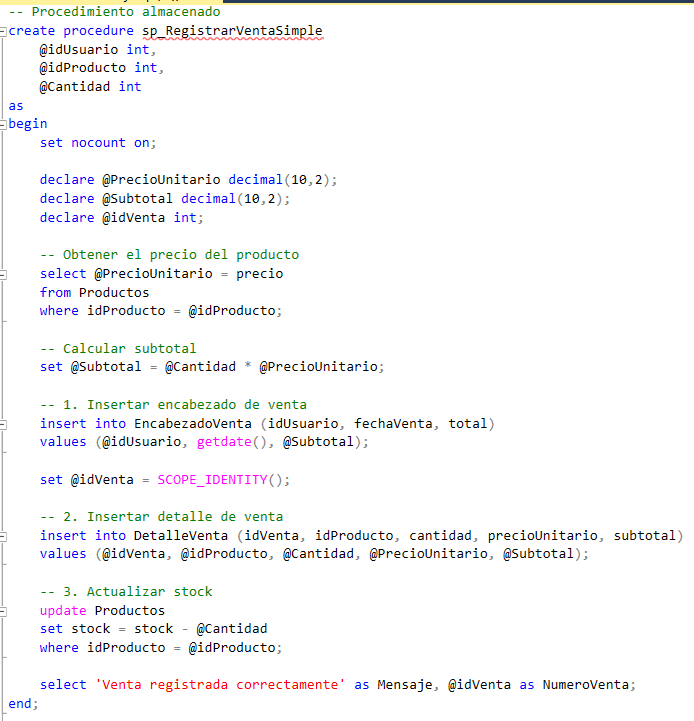 -- Procedimiento almacenado
create procedure sp_RegistrarVentaSimple
    @idUsuario int,
    @idProducto int,
    @Cantidad int
as
begin
    set nocount on;

    declare @PrecioUnitario decimal(10,2);
    declare @Subtotal decimal(10,2);
    declare @idVenta int;

    -- Obtener el precio del producto
    select @PrecioUnitario = precio
    from Productos
    where idProducto = @idProducto;

    -- Calcular subtotal
    set @Subtotal = @Cantidad * @PrecioUnitario;

    -- 1. Insertar encabezado de venta
    insert into EncabezadoVenta (idUsuario, fechaVenta, total)
    values (@idUsuario, getdate(), @Subtotal);

    set @idVenta = SCOPE_IDENTITY();

    -- 2. Insertar detalle de venta
    insert into DetalleVenta (idVenta, idProducto, cantidad, precioUnitario, subtotal)
    values (@idVenta, @idProducto, @Cantidad, @PrecioUnitario, @Subtotal);

    -- 3. Actualizar stock
    update Productos
    set stock = stock - @Cantidad
    where idProducto = @idProducto;

    select 'Venta registrada correctamente' as Mensaje, @idVenta as NumeroVenta;
end;